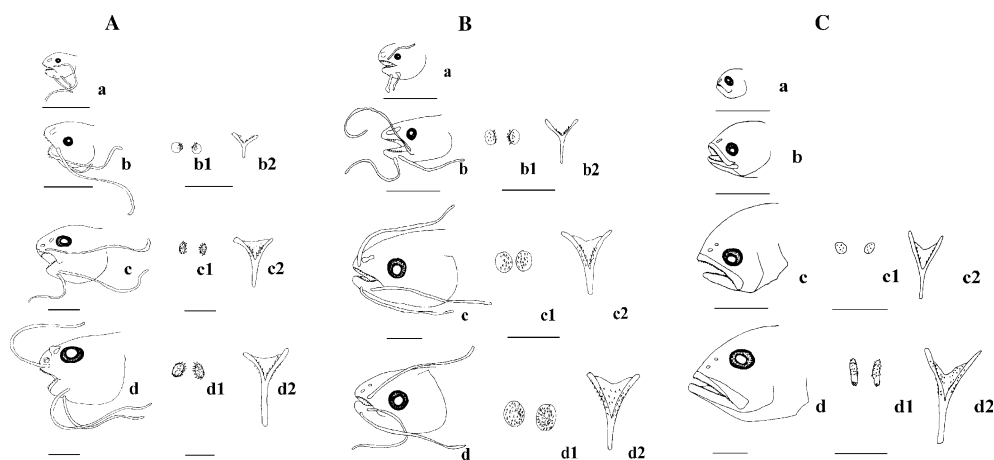 A B C
a a a
b b1 b2 b b1 b2 b
c c1 c2 c c1 c2 c c1 c2
d d1 d2 d d1 d2 d d1 d2